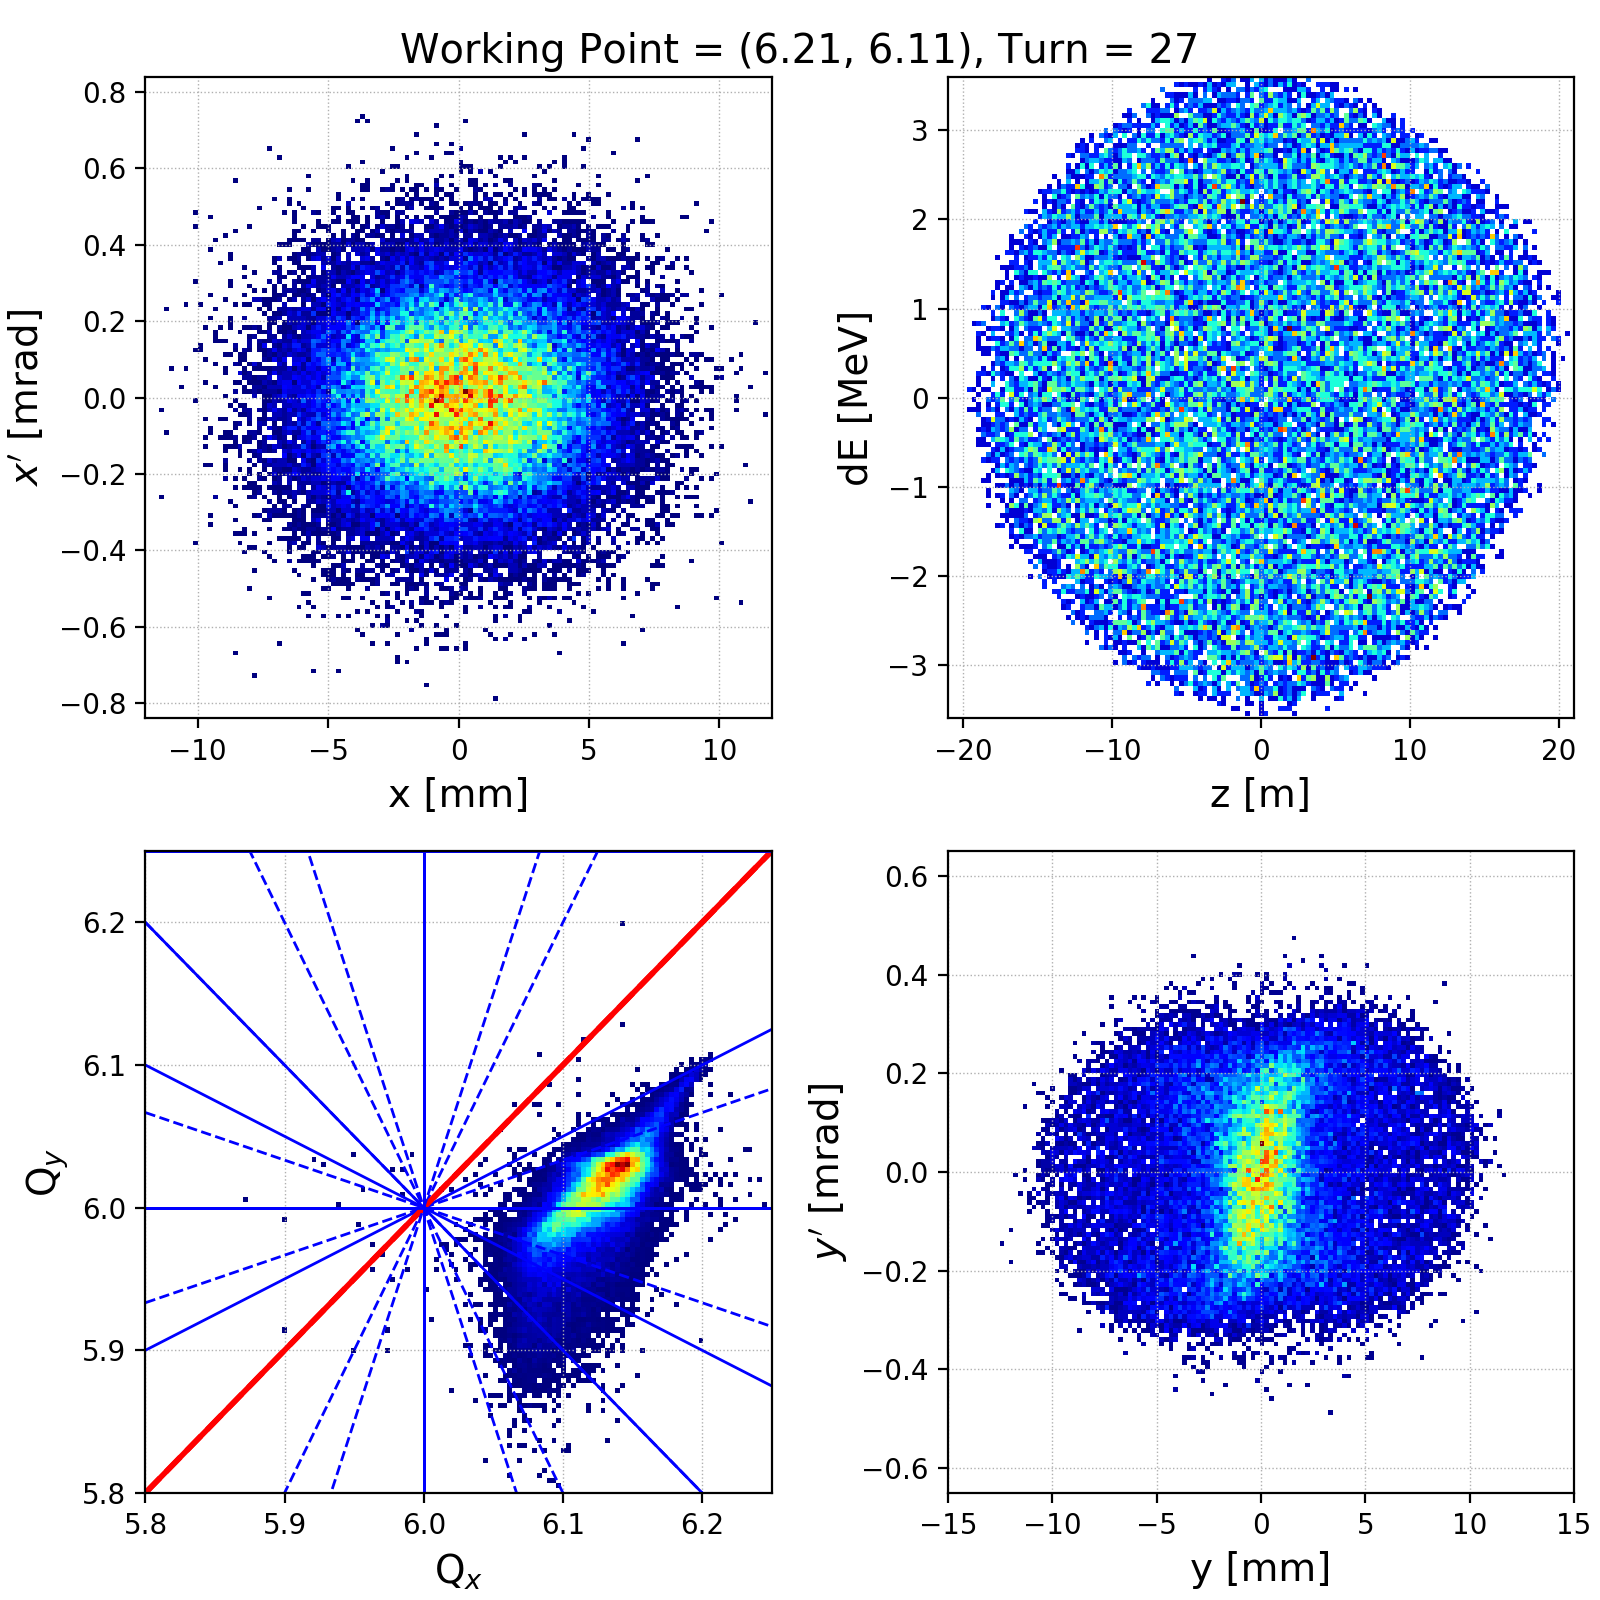 Working Point = (6.21, 6.11), Turn = 27
0.8
0.6
0.4
0.2
0.0
−0.2
−0.4
−0.6
−0.8
x′ [mrad]
−10 −5 0 5 10
x [mm]
3
2
1
0
−1
−2
−3
dE [MeV]
−20 −10 0 10 20
z [m]
6.2
6.1
6.0
5.9
5.8
Qy
5.8 5.9 6.0 6.1 6.2
Qx
0.6
0.4
0.2
0.0
−0.2
−0.4
−0.6
y′ [mrad]
−15 −10 −5 0 5 10 15
y [mm]